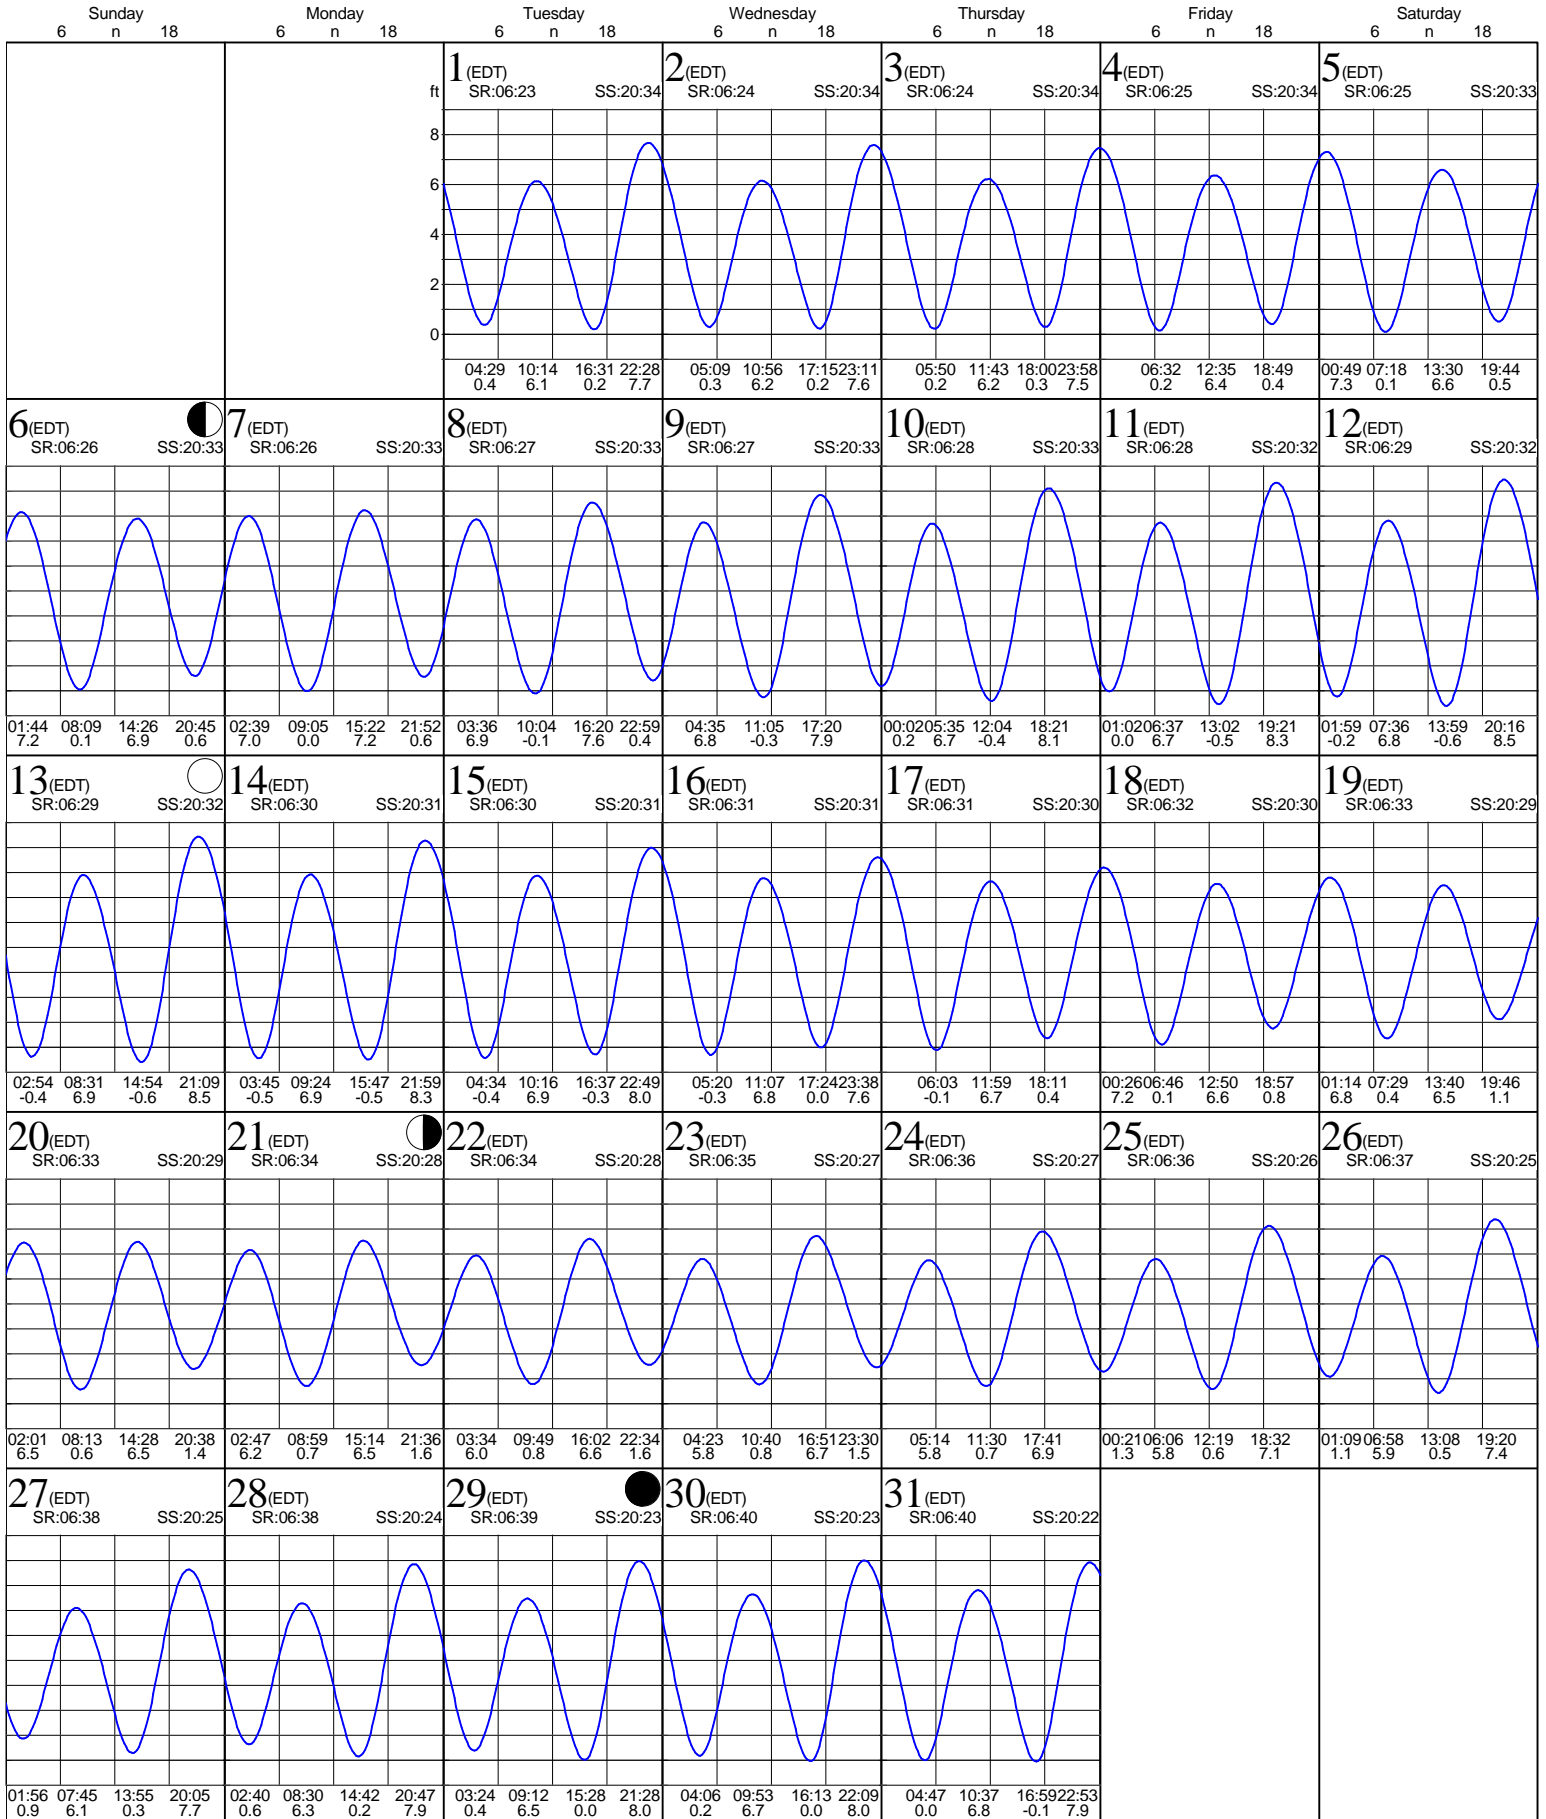 Sunday Monday Tuesday Wednesday Thursday Friday Saturday
6 n 18 6 n 18 6 n 18 6 n 18 6 n 18 6 n 18 6 n 18
1(EDT) 2(EDT) 3(EDT) 4(EDT) 5(EDT)
ft SR:06:23 SS:20:34 SR:06:24 SS:20:34 SR:06:24 SS:20:34 SR:06:25 SS:20:34 SR:06:25 SS:20:33
8
6
4
2
0
04:29 10:14 16:31 22:28 05:09 10:56 17:15 23:11 05:50 11:43 18:00 23:58 06:32 12:35 18:49 00:49 07:18 13:30 19:44
0.4 6.1 0.2 7.7 0.3 6.2 0.2 7.6 0.2 6.2 0.3 7.5 0.2 6.4 0.4 7.3 0.1 6.6 0.5
6(EDT) 7(EDT) 8(EDT) 9(EDT) 10(EDT) 11(EDT) 12(EDT)
SR:06:26 SS:20:33 SR:06:26 SS:20:33 SR:06:27 SS:20:33 SR:06:27 SS:20:33 SR:06:28 SS:20:33 SR:06:28 SS:20:32 SR:06:29 SS:20:32
01:44 08:09 14:26 20:45 02:39 09:05 15:22 21:52 03:36 10:04 16:20 22:59 04:35 11:05 17:20 00:02 05:35 12:04 18:21 01:02 06:37 13:02 19:21 01:59 07:36 13:59 20:16
7.2 0.1 6.9 0.6 7.0 0.0 7.2 0.6 6.9 -0.1 7.6 0.4 6.8 -0.3 7.9 0.2 6.7 -0.4 8.1 0.0 6.7 -0.5 8.3 -0.2 6.8 -0.6 8.5
13(EDT) 14(EDT) 15(EDT) 16(EDT) 17(EDT) 18(EDT) 19(EDT)
SR:06:29 SS:20:32 SR:06:30 SS:20:31 SR:06:30 SS:20:31 SR:06:31 SS:20:31 SR:06:31 SS:20:30 SR:06:32 SS:20:30 SR:06:33 SS:20:29
02:54 08:31 14:54 21:09 03:45 09:24 15:47 21:59 04:34 10:16 16:37 22:49 05:20 11:07 17:24 23:38 06:03 11:59 18:11 00:26 06:46 12:50 18:57 01:14 07:29 13:40 19:46
-0.4 6.9 -0.6 8.5 -0.5 6.9 -0.5 8.3 -0.4 6.9 -0.3 8.0 -0.3 6.8 0.0 7.6 -0.1 6.7 0.4 7.2 0.1 6.6 0.8 6.8 0.4 6.5 1.1
20(EDT) 21(EDT) 22(EDT) 23(EDT) 24(EDT) 25(EDT) 26(EDT)
SR:06:33 SS:20:29 SR:06:34 SS:20:28 SR:06:34 SS:20:28 SR:06:35 SS:20:27 SR:06:36 SS:20:27 SR:06:36 SS:20:26 SR:06:37 SS:20:25
02:01 08:13 14:28 20:38 02:47 08:59 15:14 21:36 03:34 09:49 16:02 22:34 04:23 10:40 16:51 23:30 05:14 11:30 17:41 00:21 06:06 12:19 18:32 01:09 06:58 13:08 19:20
6.5 0.6 6.5 1.4 6.2 0.7 6.5 1.6 6.0 0.8 6.6 1.6 5.8 0.8 6.7 1.5 5.8 0.7 6.9 1.3 5.8 0.6 7.1 1.1 5.9 0.5 7.4
27(EDT) 28(EDT) 29(EDT) 30(EDT) 31(EDT)
SR:06:38 SS:20:25 SR:06:38 SS:20:24 SR:06:39 SS:20:23 SR:06:40 SS:20:23 SR:06:40 SS:20:22
01:56 07:45 13:55 20:05 02:40 08:30 14:42 20:47 03:24 09:12 15:28 21:28 04:06 09:53 16:13 22:09 04:47 10:37 16:59 22:53
0.9 6.1 0.3 7.7 0.6 6.3 0.2 7.9 0.4 6.5 0.0 8.0 0.2 6.7 0.0 8.0 0.0 6.8 -0.1 7.9